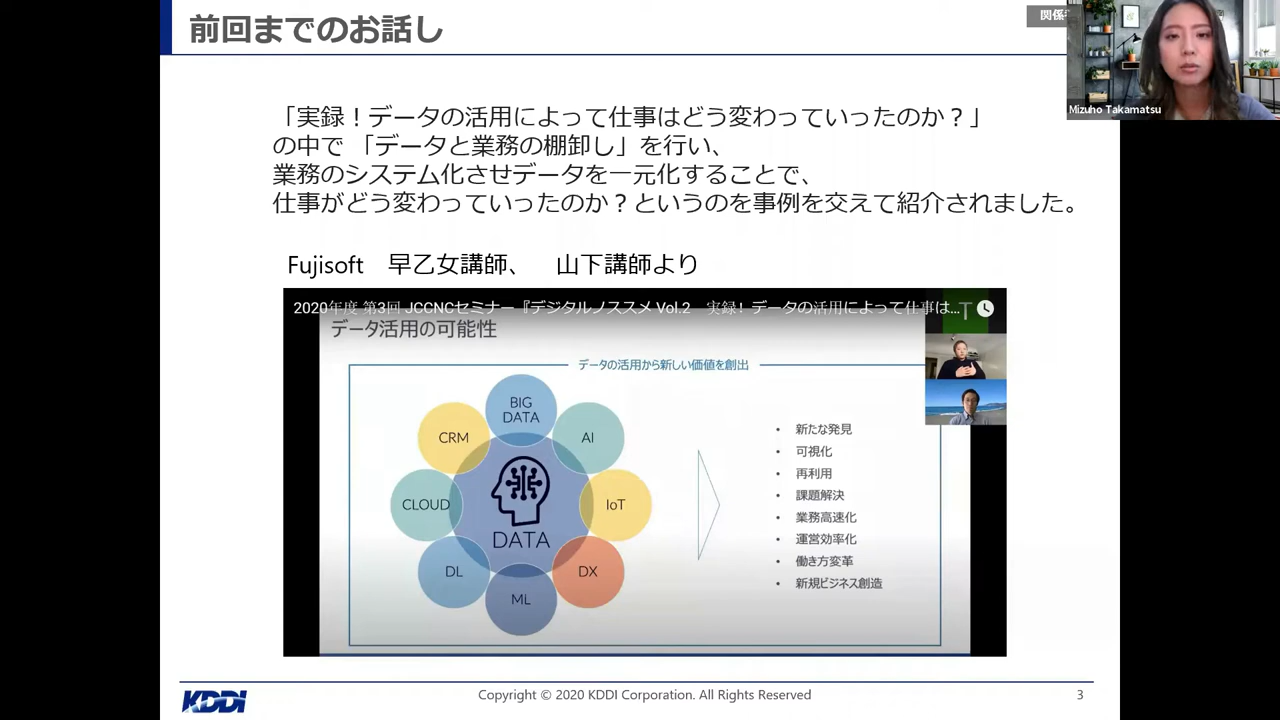 前回までのお話し
関係
Mizuho Takamatsu
「実録！データの活用によって仕事はどう変わっていったのか？」
の中で 「データと業務の棚卸し」を行い、
業務のシステム化させデータを一元化することで、
仕事がどう変わっていったのか？というのを事例を交えて紹介されました。
Fujisoft 早乙女講師、 山下講師より
2020年度 第3回 JCCNCセミナー『デジタルノススメ Vol.2 実録! データの活用によって仕事は...
T
データ活用の可能性
データの活用から新しい価値を創出
BIG
DATA
CRM
AI
CLOUD
IoT
DATA
DL
DX
ML
• 新たな発見
• 可視化
• 再利用
• 課題解決
• 業務高速化
• 運営効率化
• 働き方変革
• 新規ビジネス創造
KDDI
Copyright © 2020 KDDI Corporation. All Rights Reserved
3